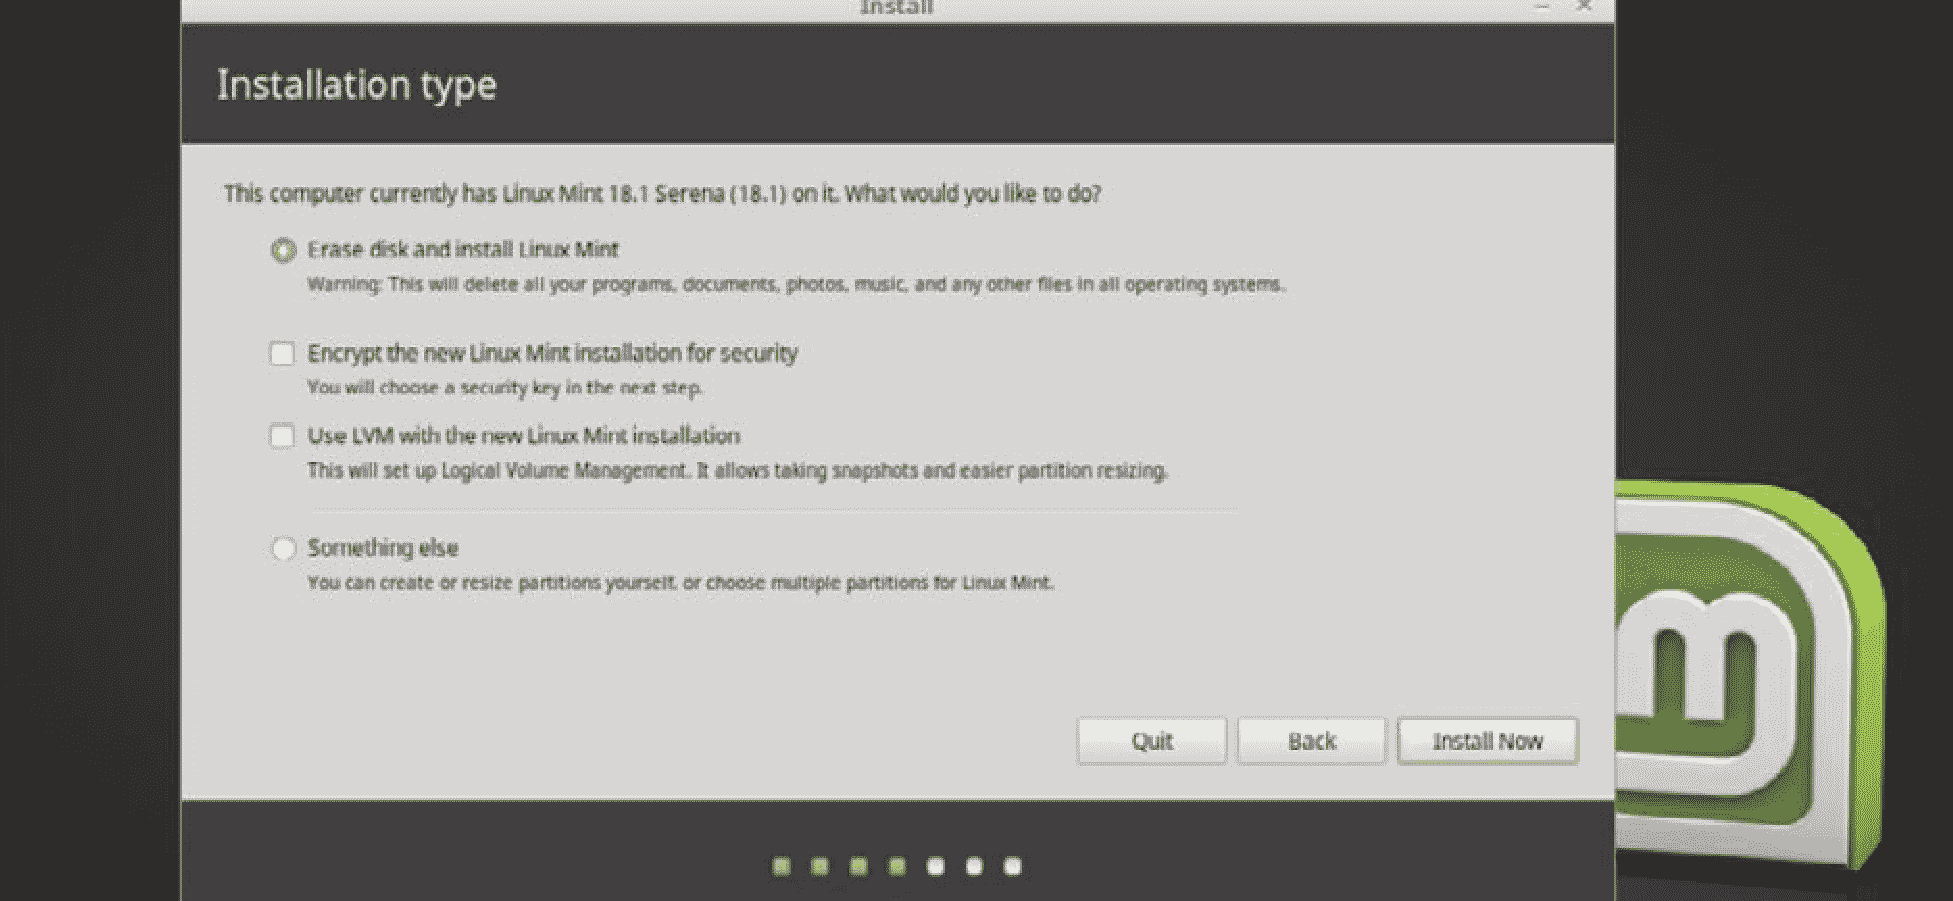 Install
Installation type
This computer currently has Linux Mint 18.1 Serena (18.1) on it. What would you like to do?
Erase disk and install Linux Mint
Warning: This will delete all your programs, documents, photos, music, and any other files in all operating systems.
Encrypt the new Linux Mint installation for security
You will choose a security key in the next step.
Use LVM with the new Linux Mint installation
This will set up Logical Volume Management. It allows taking snapshots and easier partition resizing.
Something else
You can create or resize partitions yourself, or choose multiple partitions for Linux Mint.
Quit Back Install Now